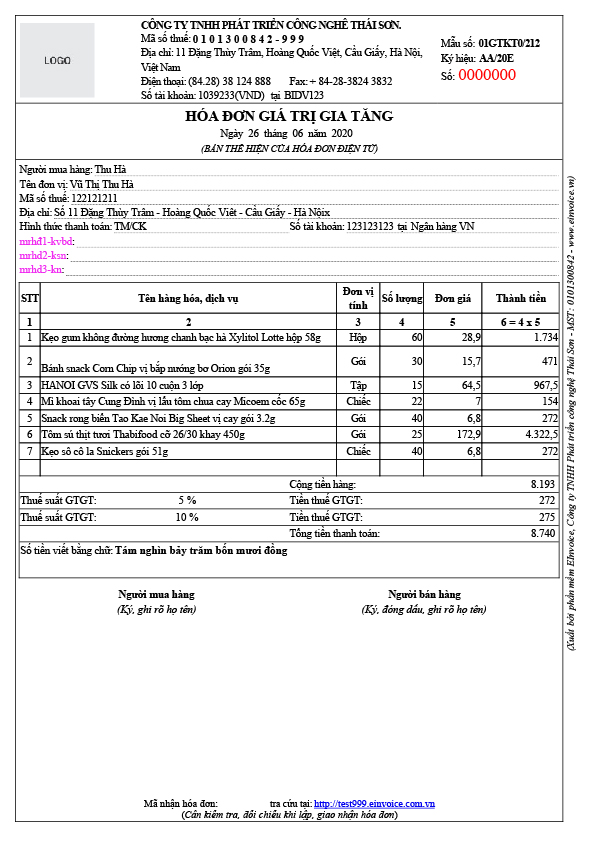 LOGO
CÔNG TY TNHH PHÁT TRIỂN CÔNG NGHỆ THÁI SƠN.
Mã số thuế: 0 1 0 1 3 0 0 8 4 2 - 9 9 9
Địa chỉ: 11 Đặng Thùy Trâm, Hoàng Quốc Việt, Cầu Giấy, Hà Nội,
Việt Nam
Điện thoại: (84.28) 38 124 888 Fax: + 84-28-3824 3832
Số tài khoản: 1039233(VND) tại BIDV123
Mẫu số: 01GTKT0/212
Ký hiệu: AA/20E
Số: 0000000
HÓA ĐƠN GIÁ TRỊ GIA TĂNG
Ngày 26 tháng 06 năm 2020
(BẢN THỂ HIỆN CỦA HÓA ĐƠN ĐIỆN TỬ)
Người mua hàng: Thu Hà
Tên đơn vị: Vũ Thị Thu Hà
Mã số thuế: 122121211
Địa chỉ: Số 11 Đặng Thùy Trâm - Hoàng Quốc Việt - Cầu Giấy - Hà Nộix
Hình thức thanh toán: TM/CK Số tài khoản: 123123123 tại Ngân hàng VN
mrhđ1-kvbd:
mrhđ2-ksn:
mrhđ3-kn:
STT Tên hàng hóa, dịch vụ Đơn vị tính Số lượng Đơn giá Thành tiền
1 2 3 4 5 6 = 4 x 5
1 Kẹo gum không đường hương chanh bạc hà Xylitol Lotte hộp 58g Hộp 60 28,9 1.734
2 Bánh snack Corn Chip vị bắp nướng bơ Orion gói 35g Gói 30 15,7 471
3 HANOI GVS Silk có lõi 10 cuộn 3 lớp Tập 15 64,5 967,5
4 Mì khoai tây Cung Đình vị lẩu tôm chua cay Micoem cốc 65g Chiếc 22 7 154
5 Snack rong biển Tao Kae Noi Big Sheet vị cay gói 3.2g Gói 40 6,8 272
6 Tôm sú thịt tươi Thabifood cỡ 26/30 khay 450g Gói 25 172,9 4.322,5
7 Kẹo sô cô la Snickers gói 51g Chiếc 40 6,8 272
Cộng tiền hàng: 8.193
Thuế suất GTGT: 5 % Tiền thuế GTGT: 272
Thuế suất GTGT: 10 % Tiền thuế GTGT: 275
Tổng tiền thanh toán: 8.740
Số tiền viết bằng chữ: Tám nghìn bảy trăm bốn mươi đồng
Người mua hàng Người bán hàng
(Ký, ghi rõ họ tên) (Ký, đóng dấu, ghi rõ họ tên)
Mã nhận hóa đơn: tra cứu tại: http://test999.einvoice.com.vn
(Cần kiểm tra, đối chiếu khi lập, giao nhận hóa đơn)
(Xuất bởi phần mềm EInvoice, Công ty TNHH Phát triển công nghệ Thái Sơn - MST: 0101300842 - www.einvoice.vn)